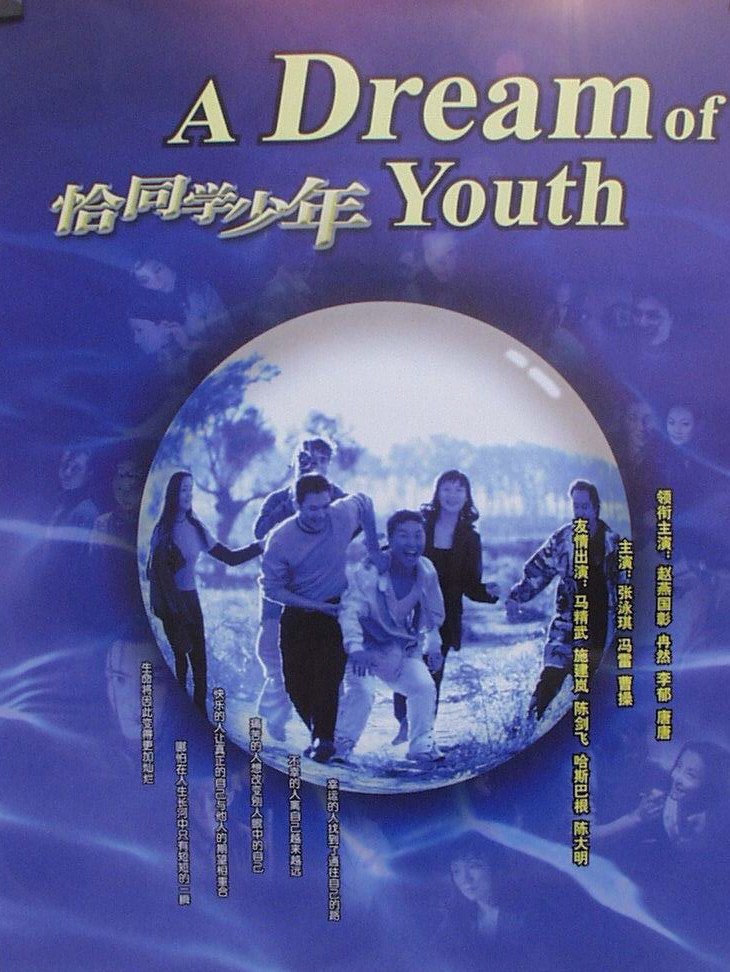 A Dream of
恰同学少年 Youth
领衔主演：赵燕国彰 冉然 李郁 唐唐
主演：张泳琪 冯雷 曹操
友情出演：马精武 施建岚 陈剑飞 哈斯巴根 陈大明
幸运的人找到了通往自己的路
不幸的人离自己越来越远
痛苦的人想改变别人眼中的自己
快乐的人让真正的自己与他人的期望相重合
哪怕在人生长河中只有短短的一瞬
生命将因此变得更加灿烂